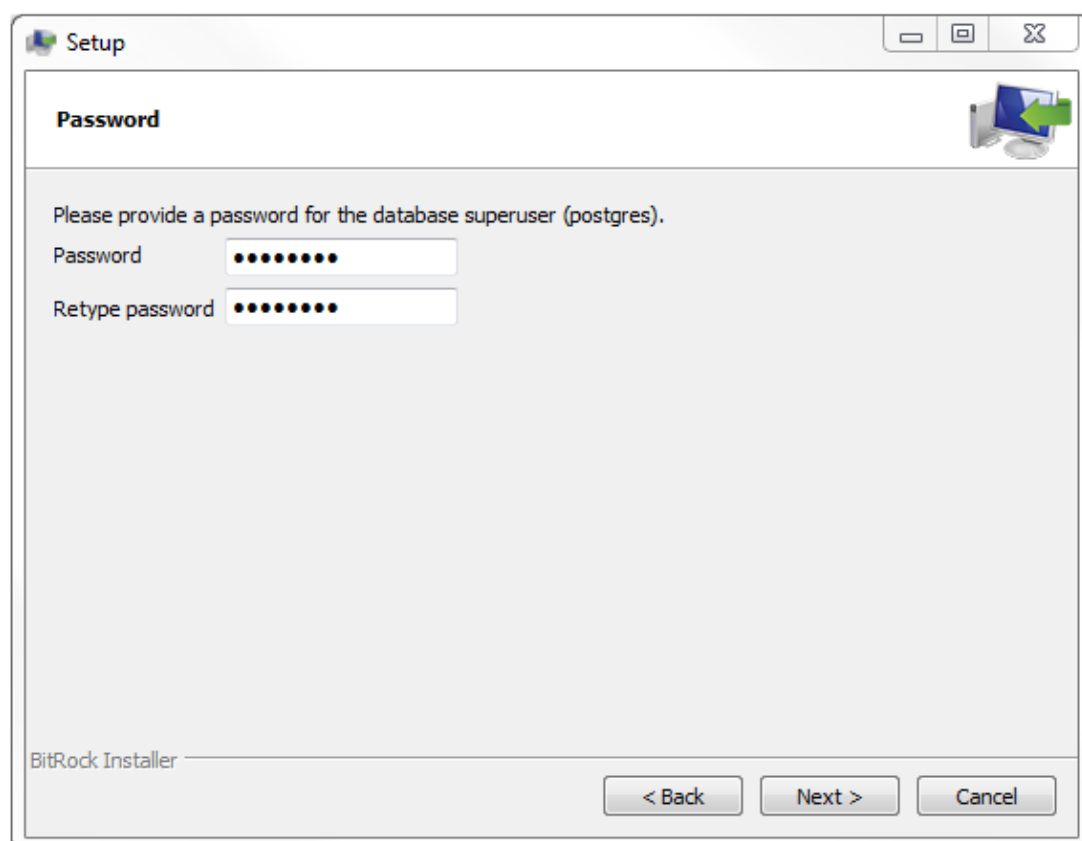 Setup
Password
Please provide a password for the database superuser (postgres).
Password ••••••••
Retype password ••••••••
BitRock Installer
< Back Next > Cancel